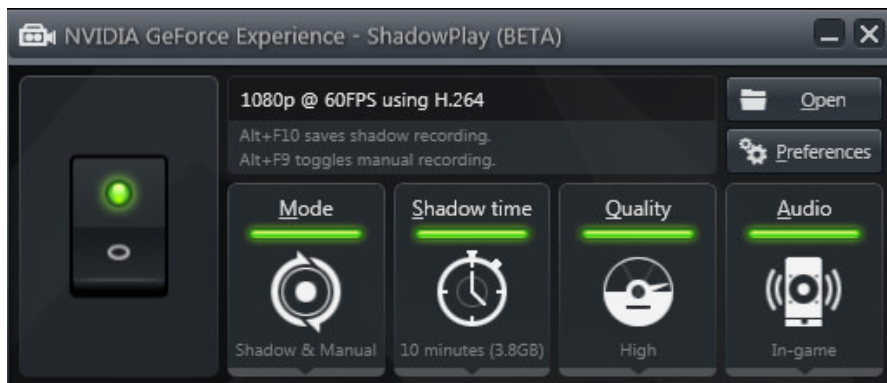 NVIDIA GeForce Experience - ShadowPlay (BETA)
1080p @ 60FPS using H.264
Open
Alt+F10 saves shadow recording.
Alt+F9 toggles manual recording.
Preferences
Mode
Shadow time
Quality
Audio
Shadow & Manual
10 minutes (3.8GB)
High
In-game